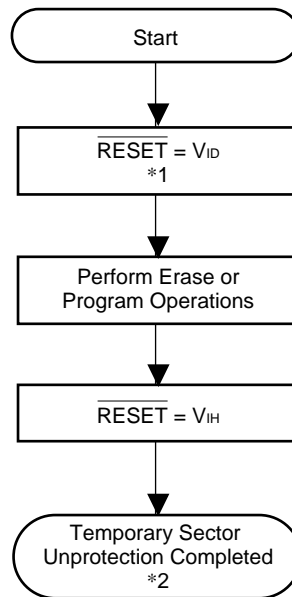 Start
RESET = VID
*1
Perform Erase or
Program Operations
RESET = VIH
Temporary Sector
Unprotection Completed
*2